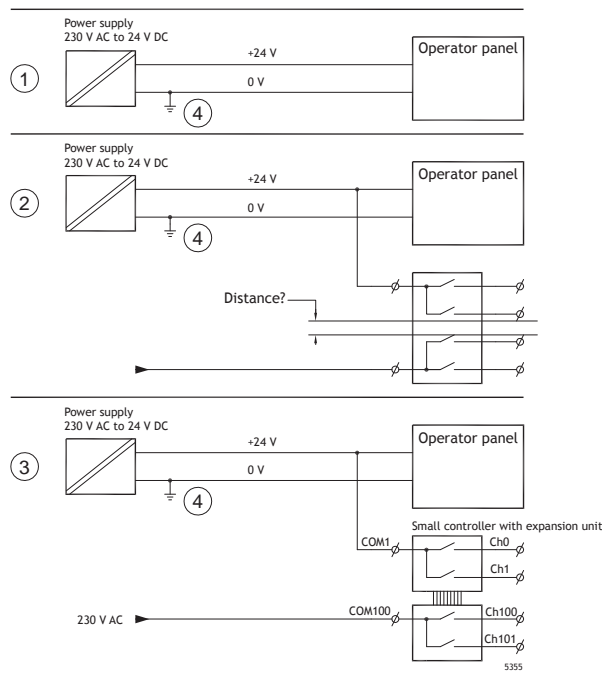 Power supply
230 V AC to 24 V DC
+24 V
Operator panel
1
0 V
4
Power supply
230 V AC to 24 V DC
+24 V
Operator panel
2
0 V
4
Distance?
Power supply
230 V AC to 24 V DC
+24 V
Operator panel
3
0 V
4
Small controller with expansion unit
COM1
Ch0
Ch1
COM100
Ch100
230 V AC
Ch101
5355